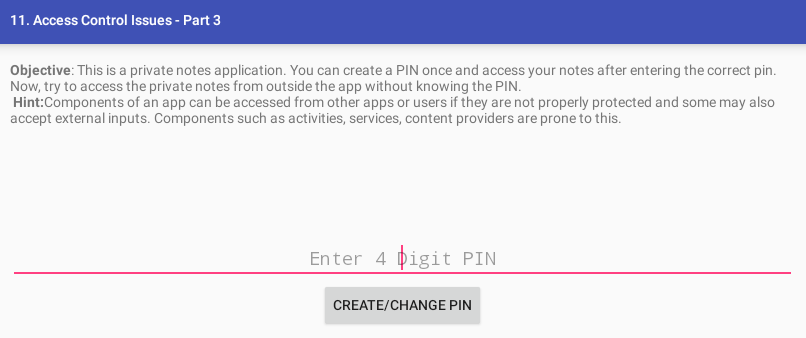 11. Access Control Issues - Part 3
Objective: This is a private notes application. You can create a PIN once and access your notes after entering the correct pin.
Now, try to access the private notes from outside the app without knowing the PIN.
Hint:Components of an app can be accessed from other apps or users if they are not properly protected and some may also
accept external inputs. Components such as activities, services, content providers are prone to this.
Enter 4 Digit PIN
CREATE/CHANGE PIN